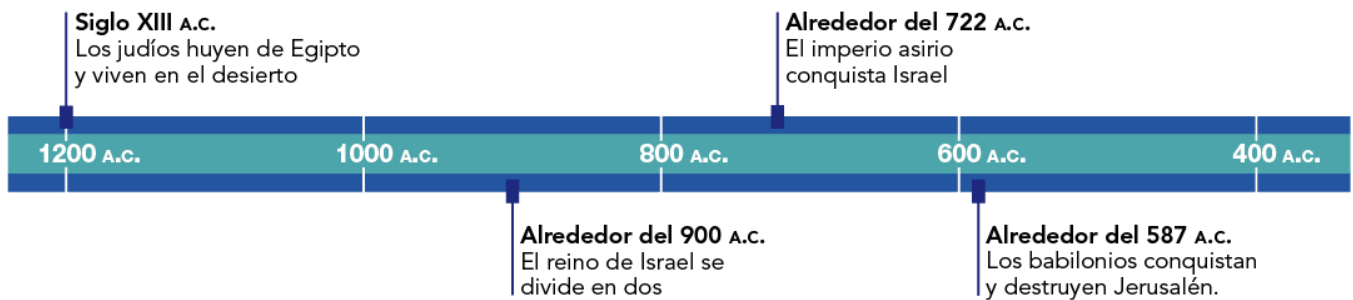 Siglo XIII A.C.
Los judíos huyen de Egipto
y viven en el desierto
Alrededor del 722 A.C.
El imperio asirio
conquista Israel
1200 A.C.
1000 A.C.
800 A.C.
600 A.C.
400 A.C.
Alrededor del 900 A.C.
El reino de Israel se
divide en dos
Alrededor del 587 A.C.
Los babilonios conquistan
y destruyen Jerusalén.